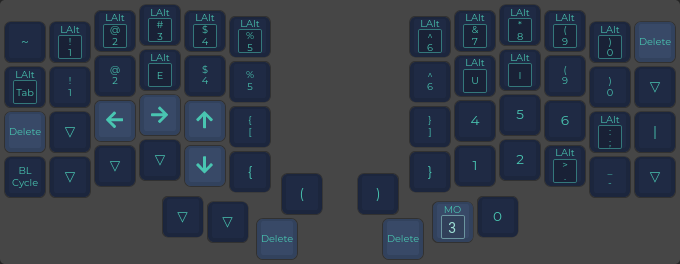 ~ LAlt ! 1 LAlt @ 2 LAlt # 3 LAlt $ 4 LAlt % 5 LAlt ^ 6 LAlt & 7 LAlt * 8 LAlt ( 9 LAlt ) 0 Delete
LAlt Tab ! 1 @ 2 LAlt E $ 4 % 5 ^ 6 LAlt U LAlt I ( 9 ) 0 ▽
Delete ▽ ← → ↑ { [ } ] 4 5 6 LAlt : ; | 
BL Cycle ▽ ▽ ▽ ↓ { } 1 2 LAlt > . _ - ▽
( )
▽ ▽ Delete Delete MO 3 0